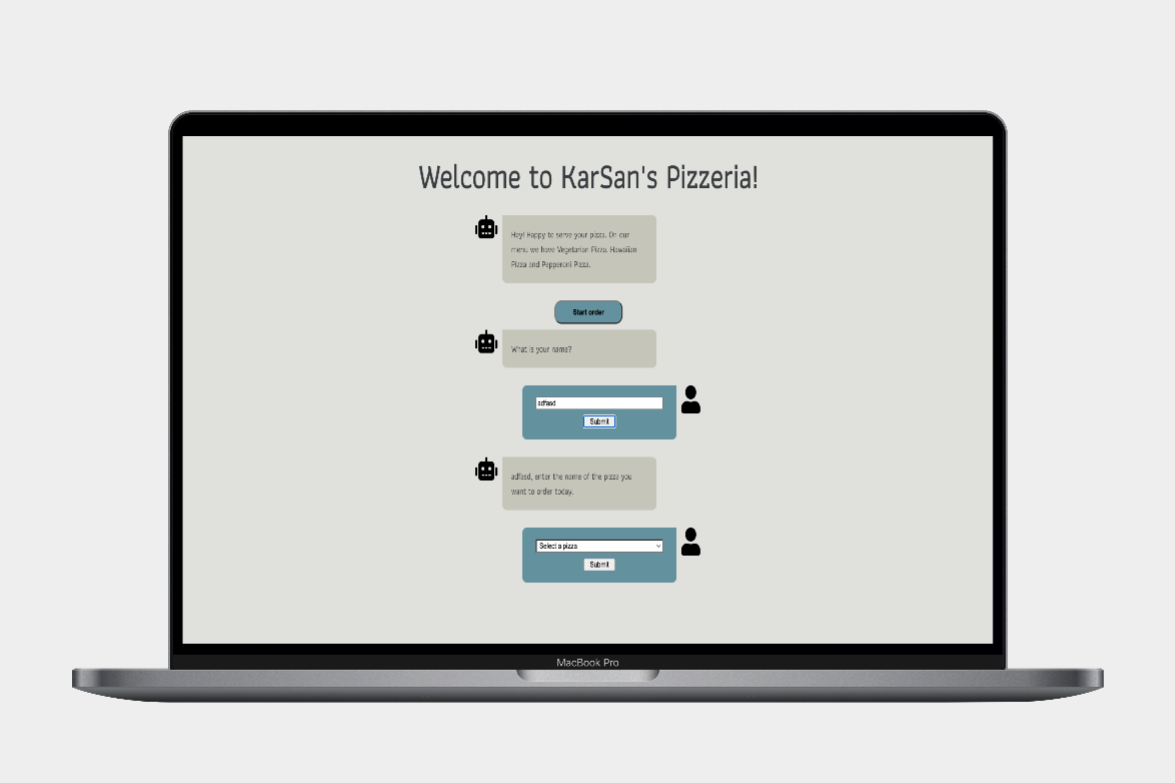 Welcome to KarSan's Pizzeria!
Hey! Happy to serve your pizza. On our
menu we have Vegetarian Pizza, Hawaiian
Pizza and Pepperoni Pizza.
Start order
What is your name?
adfasd
Submit
adfasd, enter the name of the pizza you
want to order today.
Select a pizza
Submit
MacBook Pro